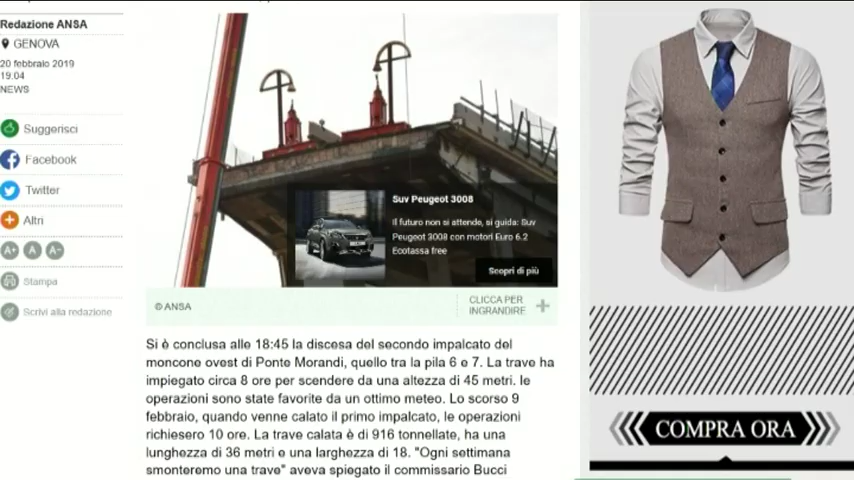 Redazione ANSA
GENOVA
20 febbraio 2019
19.04
NEWS
Suggerisci
Facebook
Twitter
Altri
A+ A A-
Stampa
Scrivi alla redazione
Suv Peugeot 3008
Il futuro non si attende, si guida: Suv
Peugeot 3008 con motori Euro 6.2
Ecotassa free
Scopri di più
© ANSA
CLICCA PER
INGRANDIRE
Si è conclusa alle 18:45 la discesa del secondo impalcato del
moncone ovest di Ponte Morandi, quello tra la pila 6 e 7. La trave ha
impiegato circa 8 ore per scendere da una altezza di 45 metri. le
operazioni sono state favorite da un ottimo meteo. Lo scorso 9
febbraio, quando venne calato il primo impalcato, le operazioni
richiesero 10 ore. La trave calata è di 916 tonnellate, ha una
lunghezza di 36 metri e una larghezza di 18. "Ogni settimana
smonteremo una trave" aveva spiegato il commissario Bucci
COMPRA ORA